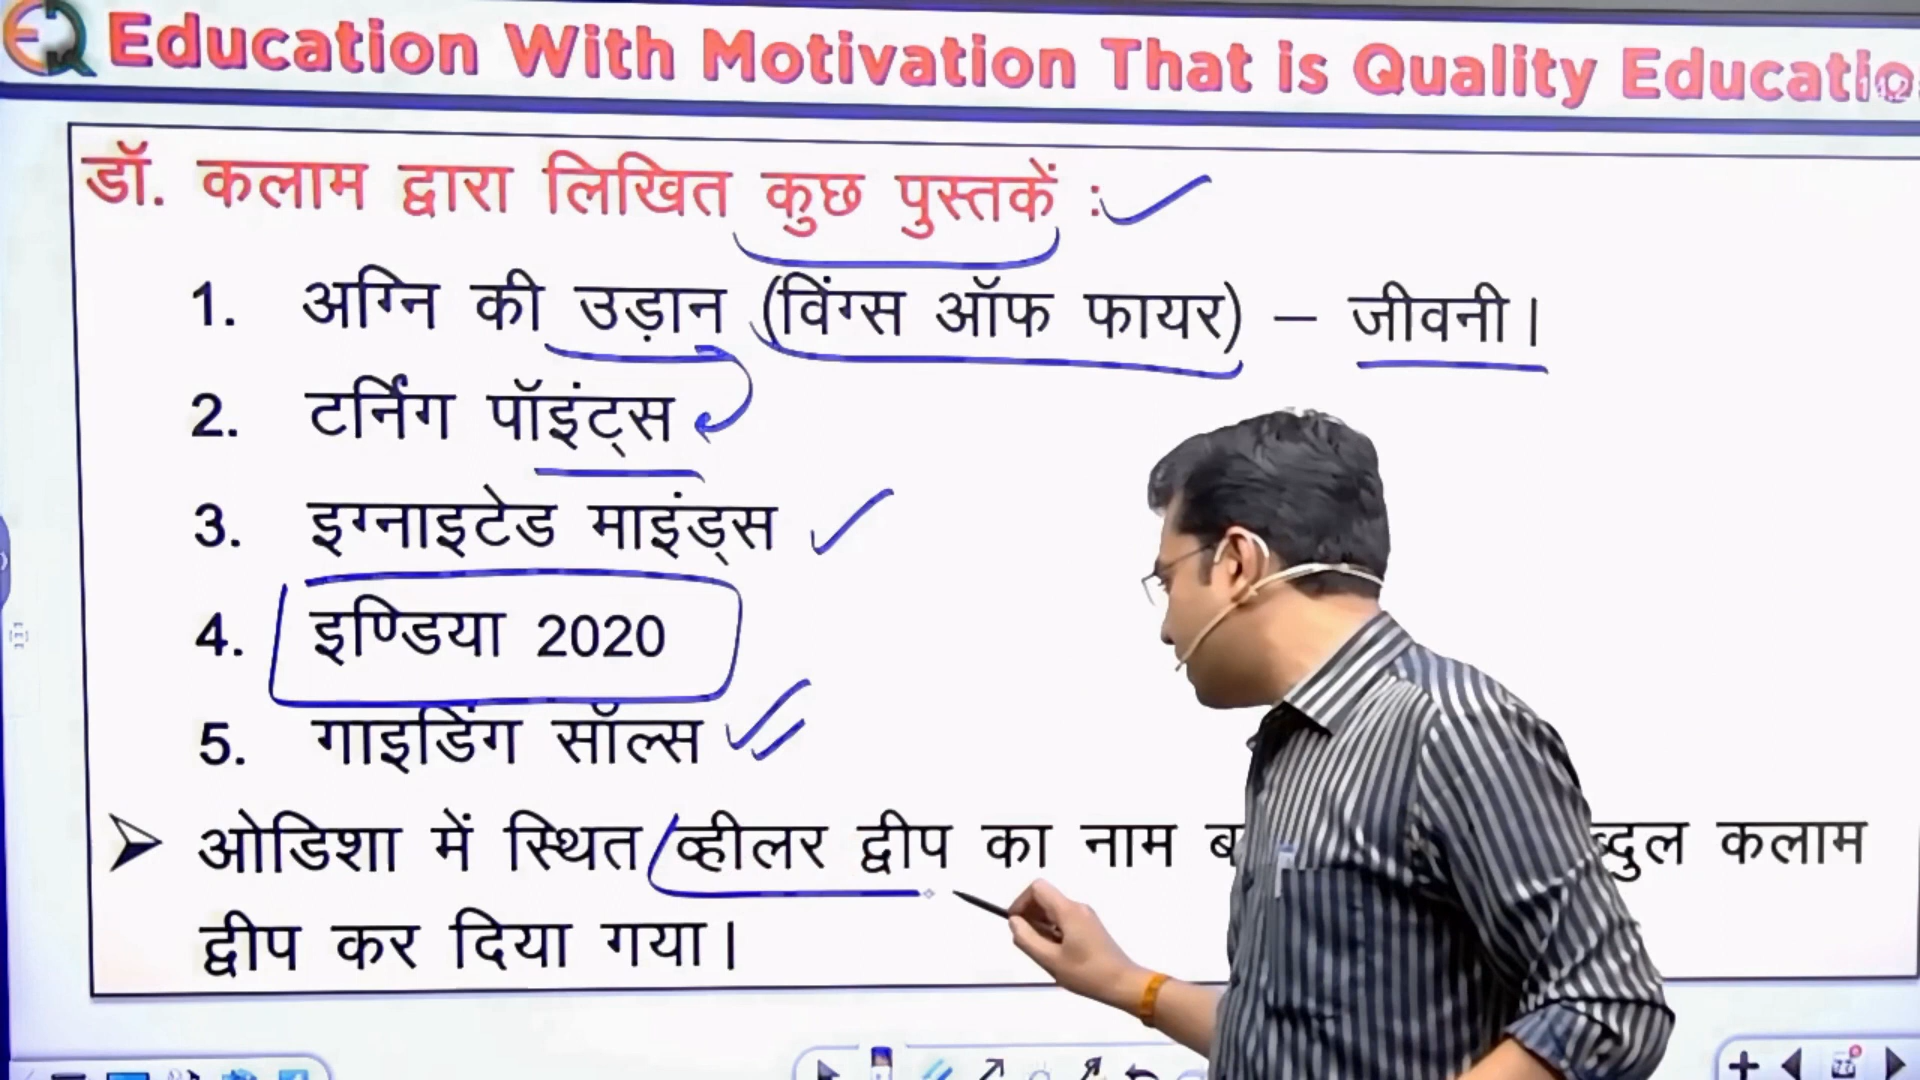 Education With Motivation That is Quality Educatio
डॉ. कलाम द्वारा लिखित कुछ पुस्तकें :
1. अग्नि की उड़ान (विंग्स ऑफ फायर) – जीवनी।
2. टर्निंग पॉइंट्स
3. इग्नाइटेड माइंड्स
4. इण्डिया 2020
5. गाइडिंग सॉल्स
ओडिशा में स्थित व्हीलर द्वीप का नाम कलाम
द्वीप कर दिया गया।